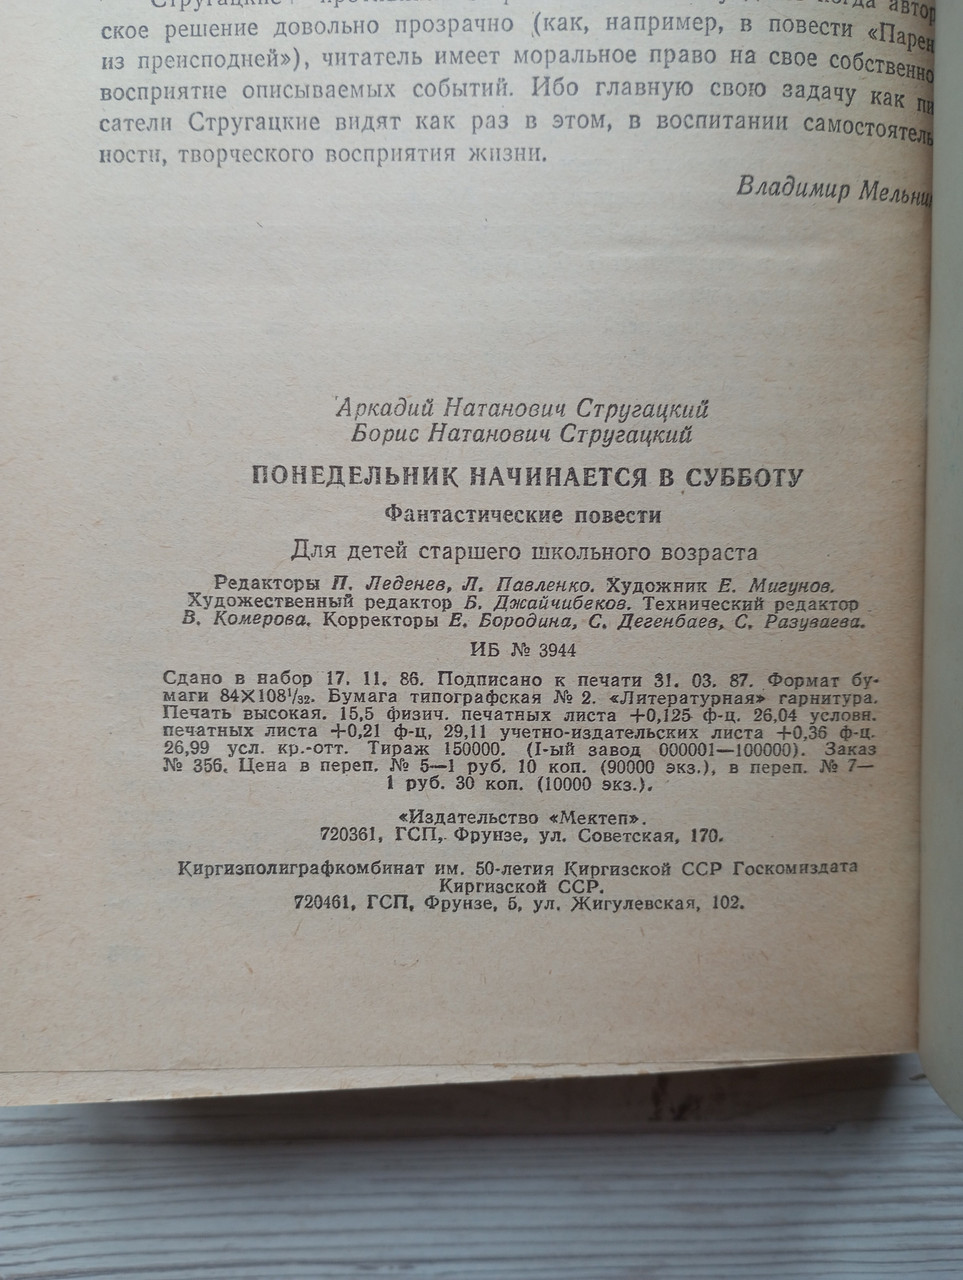 ское решение довольно прозрачно (как, например, в повести «Парен
из преисподней»), читатель имеет моральное право на свое собственно
восприятие описываемых событий. Ибо главную свою задачу как пи
сатели Стругацкие видят как раз в этом, в воспитании самостоятель
ности, творческого восприятия жизни.
Владимир Мельни
Аркадий Натанович Стругацкий
Борис Натанович Стругацкий
ПОНЕДЕЛЬНИК НАЧИНАЕТСЯ В СУББОТУ
Фантастические повести
Для детей старшего школьного возраста
Редакторы П. Леденев, Л. Павленко. Художник Е. Мигунов.
Художественный редактор Б. Джайчибеков. Технический редактор
В. Комерова. Корректоры Е. Бородина, С. Дегенбаев, С. Разуваева.
ИБ № 3944
Сдано в набор 17. 11. 86. Подписано к печати 31. 03. 87. Формат бу-
маги 84X108¹/₃₂. Бумага типографская № 2. «Литературная» гарнитура.
Печать высокая. 15,5 физич. печатных листа +0,125 ф-ц. 26,04 условн.
печатных листа +0,21 ф-ц, 29,11 учетно-издательских листа +0,36 ф-ц.
26,99 усл. кр.-отт. Тираж 150000. (I-ый завод 000001—100000). Заказ
№ 356. Цена в переп. № 5—1 руб. 10 коп. (90000 экз.), в переп. № 7—
1 руб. 30 коп. (10000 экз.).
«Издательство «Мектеп».
720361, ГСП, Фрунзе, ул. Советская, 170.
Киргизполиграфкомбинат им. 50-летия Киргизской ССР Госкомиздата
Киргизской ССР.
720461, ГСП, Фрунзе, 5, ул. Жигулевская, 102.